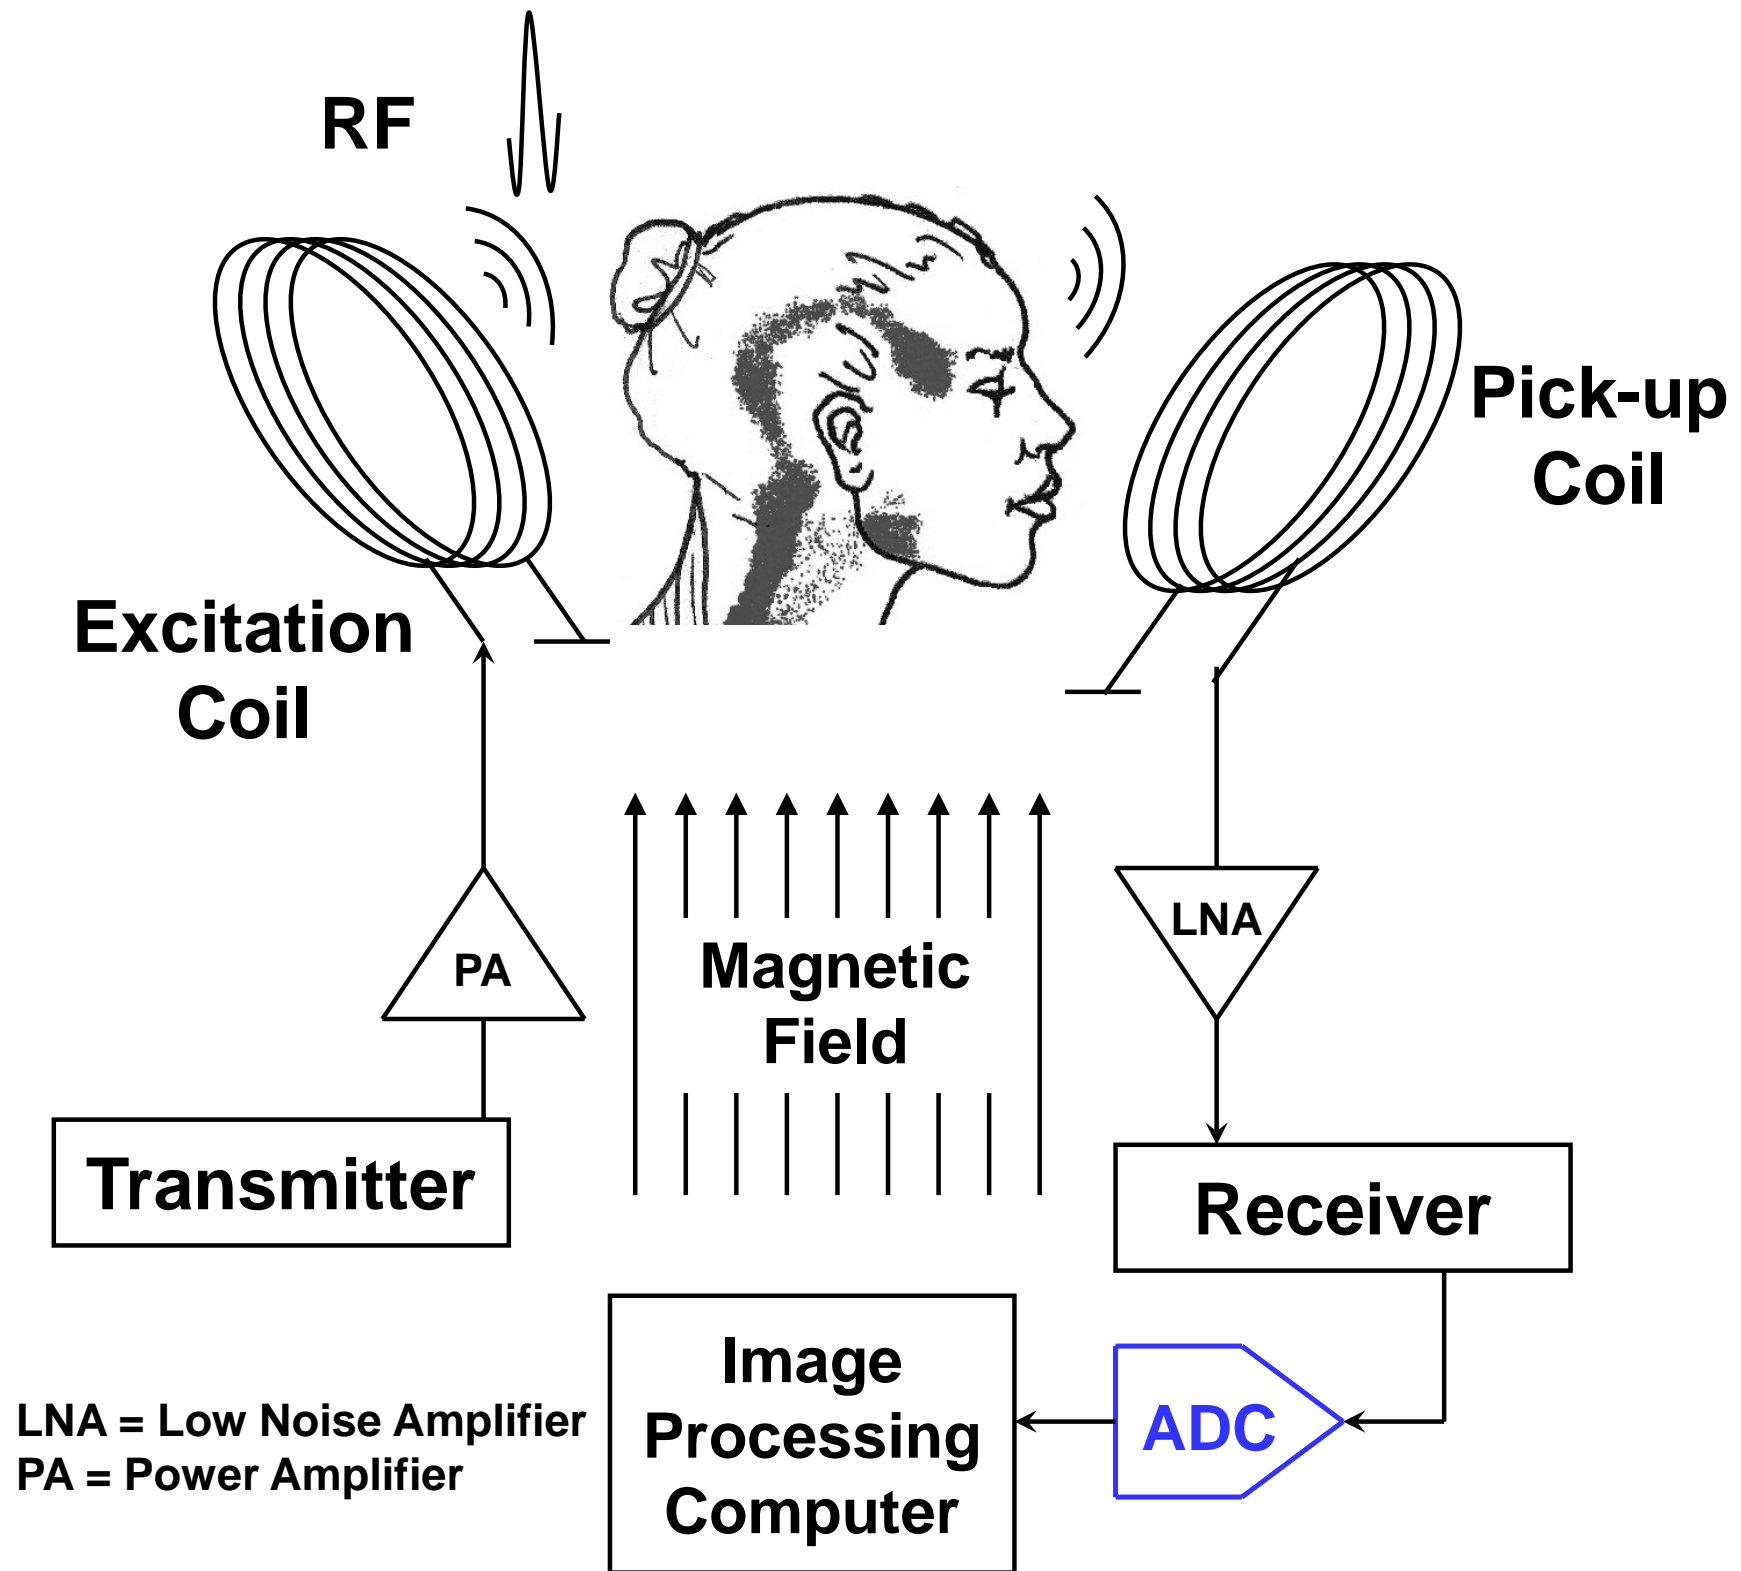 RF
Pick-up
Coil
Excitation
Coil
LNA
PA
Magnetic
Field
Transmitter
Receiver
Image
Processing
Computer
ADC
LNA = Low Noise Amplifier
PA = Power Amplifier